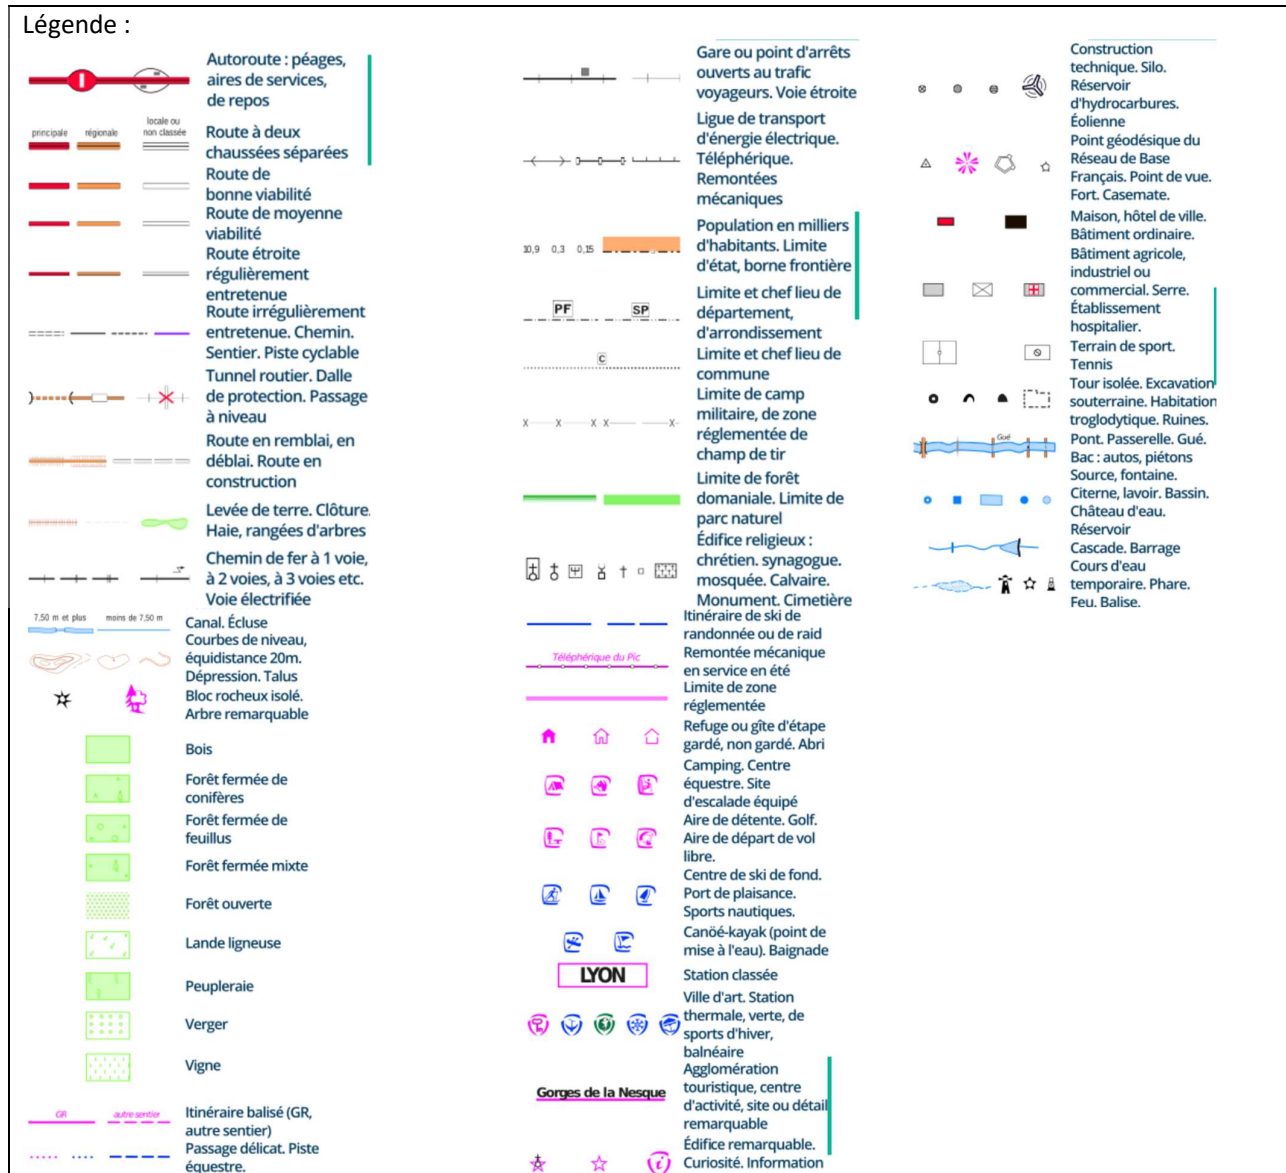 Légende :
Autoroute : péages,
aires de services,
de repos
principale régionale locale ou
non classée
Route à deux
chaussées séparées
Route de
bonne viabilité
Route de moyenne
viabilité
Route étroite
régulièrement
entretenue
Route irrégulièrement
entretenue. Chemin.
Sentier. Piste cyclable
Tunnel routier. Dalle
de protection. Passage
à niveau
Route en remblai, en
déblai. Route en
construction
Levée de terre. Clôture.
Haie, rangées d'arbres
Chemin de fer à 1 voie,
à 2 voies, à 3 voies etc.
Voie électrifiée
7,50 m et plus moins de 7,50 m
Canal. Écluse
Courbes de niveau,
équidistance 20m.
Dépression. Talus
Bloc rocheux isolé.
Arbre remarquable
Bois
Forêt fermée de
conifères
Forêt fermée de
feuillus
Forêt fermée mixte
Forêt ouverte
Lande ligneuse
Peupleraie
Verger
Vigne
GR autre sentier
Itinéraire balisé (GR,
autre sentier)
Passage délicat. Piste
équestre.
Gare ou point d'arrêts
ouverts au trafic
voyageurs. Voie étroite
Ligue de transport
d'énergie électrique.
Téléphérique.
Remontées
mécaniques
10,9 0,3 0,15
Population en milliers
d'habitants. Limite
d'état, borne frontière
PF SP
Limite et chef lieu de
département,
d'arrondissement
C
Limite et chef lieu de
commune
Limite de camp
militaire, de zone
réglementée de
champ de tir
X X X X X
Limite de forêt
domaniale. Limite de
parc naturel
Édifice religieux :
chrétien. synagogue.
mosquée. Calvaire.
Monument. Cimetière
Itinéraire de ski de
randonnée ou de raid
Téléphérique du Pic
Remontée mécanique
en service en été
Limite de zone
réglementée
Refuge ou gîte d'étape
gardé, non gardé. Abri
Camping. Centre
équestre. Site
d'escalade équipé
Aire de détente. Golf.
Aire de départ de vol
libre.
Centre de ski de fond.
Port de plaisance.
Sports nautiques.
Canöé-kayak (point de
mise à l'eau). Baignade
LYON
Station classée
Ville d'art. Station
thermale, verte, de
sports d'hiver,
balnéaire
Gorges de la Nesque
Agglomération
touristique, centre
d'activité, site ou détail
remarquable
Édifice remarquable.
Curiosité. Information
i
Construction
technique. Silo.
Réservoir
d'hydrocarbures.
Éolienne
Point géodésique du
Réseau de Base
Français. Point de vue.
Fort. Casemate.
Maison, hôtel de ville.
Bâtiment ordinaire.
Bâtiment agricole,
industriel ou
commercial. Serre.
Établissement
hospitalier.
Terrain de sport.
Tennis
Tour isolée. Excavation
souterraine. Habitation
troglodytique. Ruines.
Gué
Pont. Passerelle. Gué.
Bac : autos, piétons
Source, fontaine.
Citerne, lavoir. Bassin.
Château d'eau.
Réservoir
Cascade. Barrage
Cours d'eau
temporaire. Phare.
Feu. Balise.